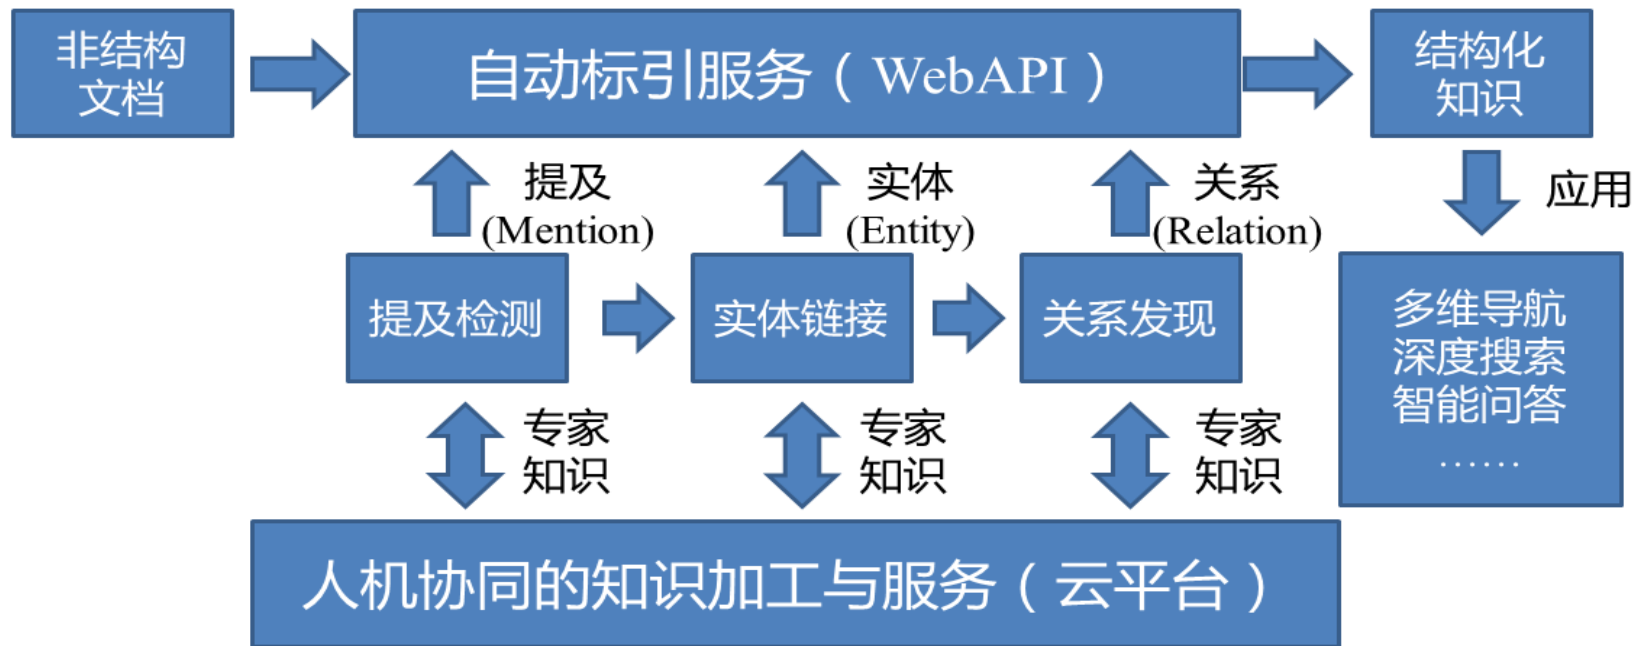 非结构
文档
自动标引服务（WebAPI）
结构化
知识
提及
(Mention)
实体
(Entity)
关系
(Relation)
应用
提及检测
实体链接
关系发现
多维导航
深度搜索
智能问答
……
专家
知识
专家
知识
专家
知识
人机协同的知识加工与服务（云平台）